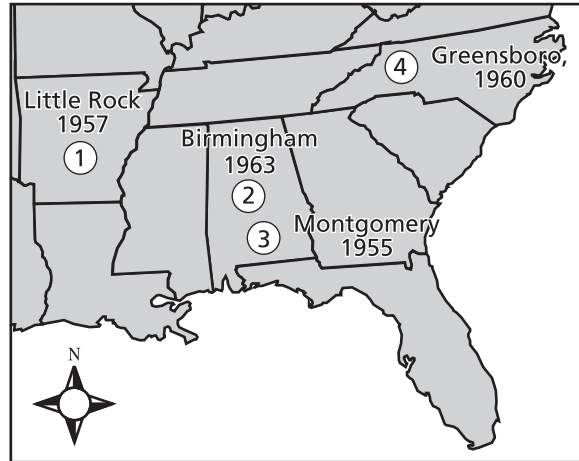 4
Greensboro,
1960
Little Rock
1957
1
Birmingham
1963
2
3
Montgomery
1955
N